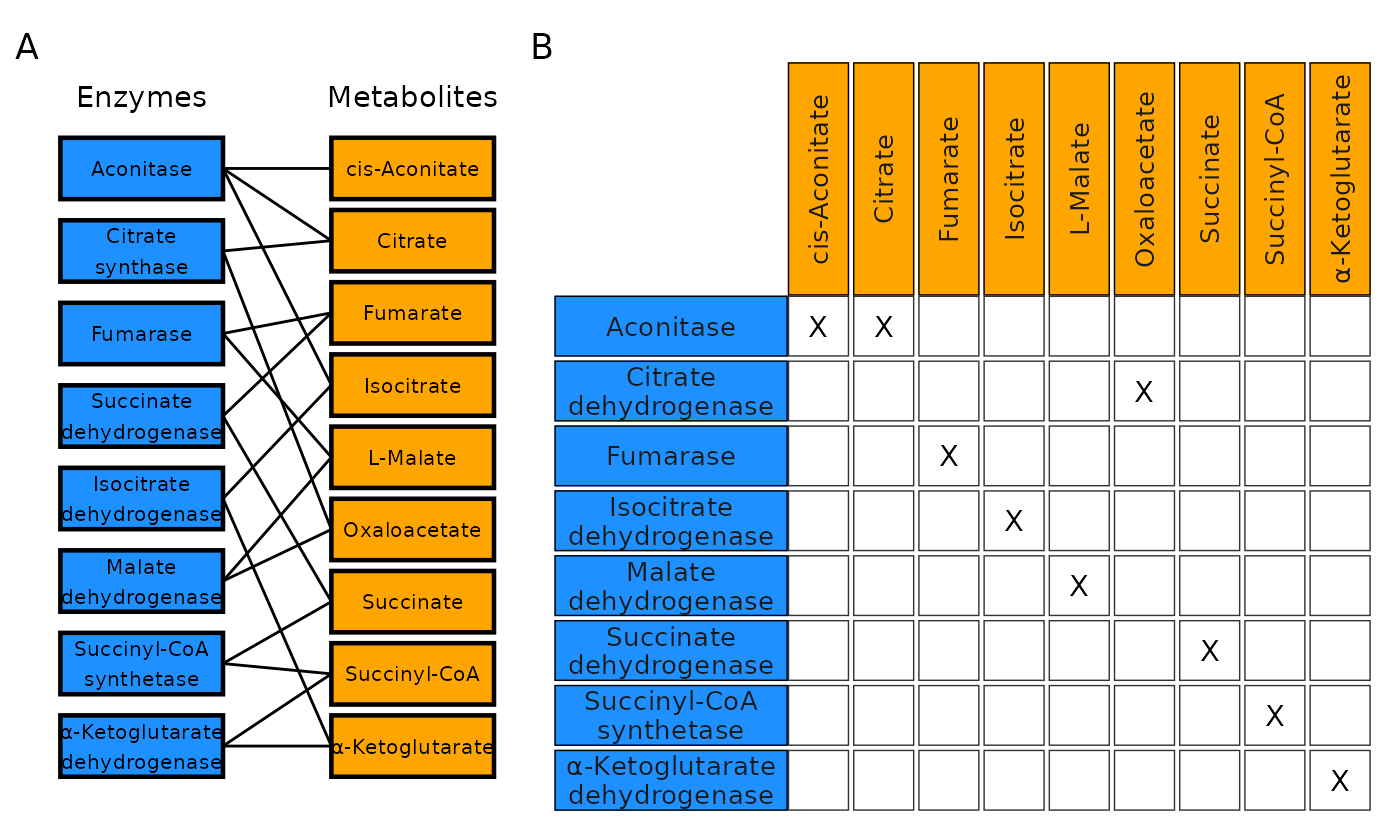 A
Enzymes
Metabolites
Aconitase
Citrate
synthase
Fumarase
Succinate
dehydrogenase
Isocitrate
dehydrogenase
Malate
dehydrogenase
Succinyl-CoA
synthetase
α-Ketoglutarate
dehydrogenase
cis-Aconitate
Citrate
Fumarate
Isocitrate
L-Malate
Oxaloacetate
Succinate
Succinyl-CoA
α-Ketoglutarate
B
cis-Aconitate
Citrate
Fumarate
Isocitrate
L-Malate
Oxaloacetate
Succinate
Succinyl-CoA
α-Ketoglutarate
Aconitase X X
Citrate
dehydrogenase X
Fumarase X
Isocitrate
dehydrogenase X
Malate
dehydrogenase X
Succinate
dehydrogenase X
Succinyl-CoA
synthetase X
α-Ketoglutarate
dehydrogenase X